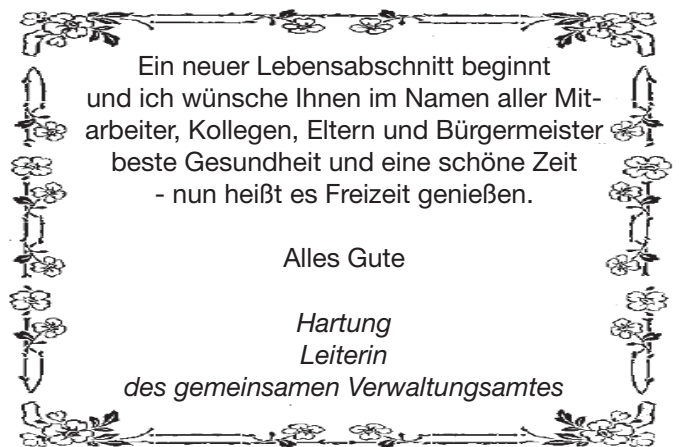 Ein neuer Lebensabschnitt beginnt
und ich wünsche Ihnen im Namen aller Mit-
arbeiter, Kollegen, Eltern und Bürgermeister
beste Gesundheit und eine schöne Zeit
- nun heißt es Freizeit genießen.
Alles Gute
Hartung
Leiterin
des gemeinsamen Verwaltungsamtes